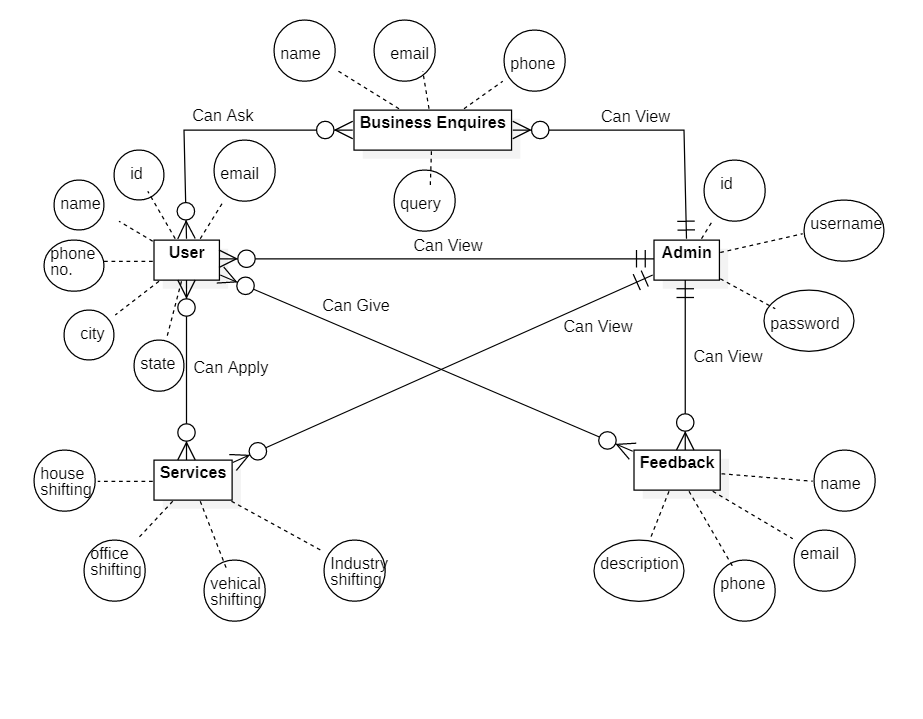 name
email
phone
Can Ask
Business Enquires
Can View
id
email
name
query
id
username
phone
no.
User
Can View
Admin
city
Can Give
Can View
password
state
Can Apply
Can View
house
shifting
Services
Feedback
name
office
shifting
vehical
shifting
Industry
shifting
description
phone
email